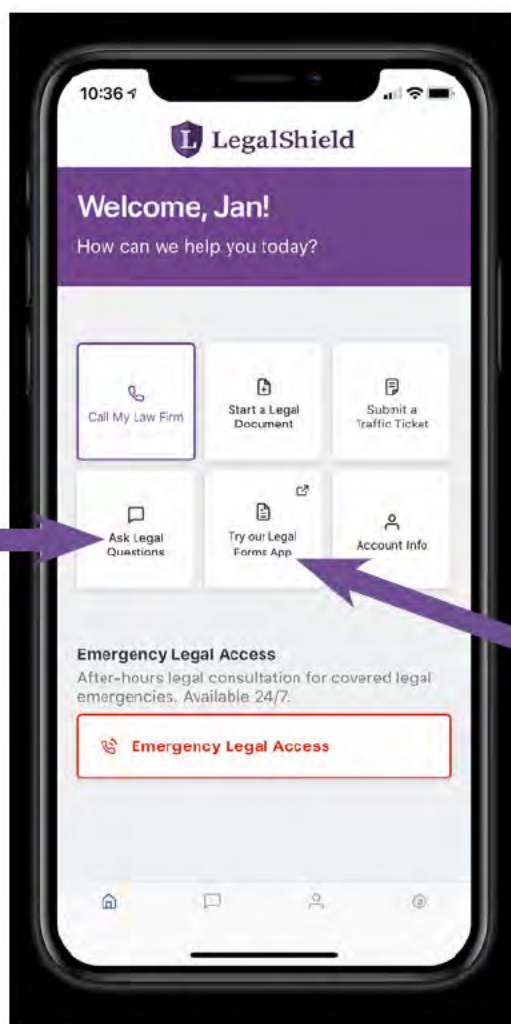 10:36
LegalShield
Welcome, Jan!
How can we help you today?
Call My Law Firm
Start a Legal
Document
Submit a
Traffic Ticket
Ask Legal
Questions
Try our Legal
Forms App
Account Info
Emergency Legal Access
After-hours legal consultation for covered legal
emergencies. Available 24/7.
Emergency Legal Access